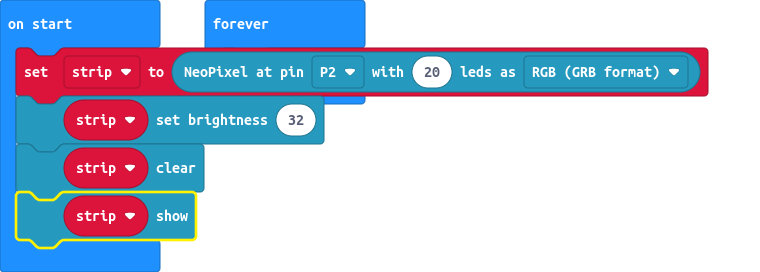 on start
forever
set strip to NeoPixel at pin P2 with 20 leds as RGB (GRB format)
strip set brightness 32
strip clear
strip show